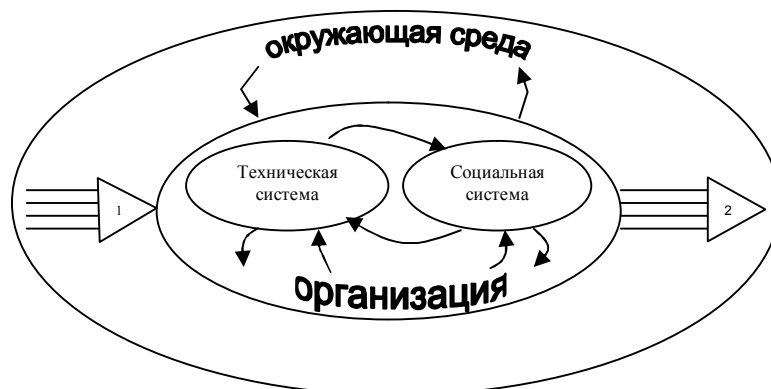 окружающая среда
Техническая
система
Социальная
система
1
2
организация